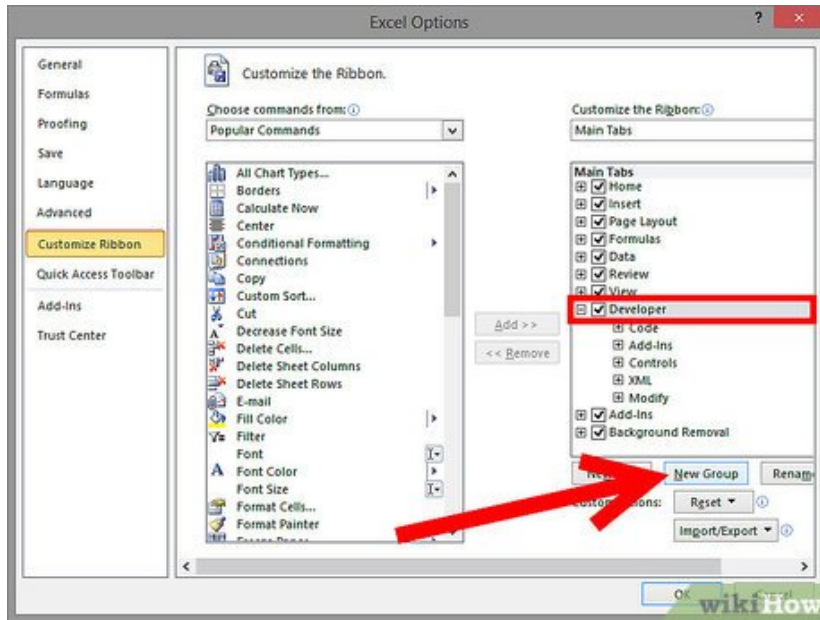 Excel Options
?
General
Formulas
Proofing
Save
Language
Advanced
Customize Ribbon
Quick Access Toolbar
Add-Ins
Trust Center
Customize the Ribbon.
Choose commands from:
Popular Commands
All Chart Types...
Borders
Calculate Now
Center
Conditional Formatting
Connections
Copy
Custom Sort...
Cut
Decrease Font Size
Delete Cells...
Delete Sheet Columns
Delete Sheet Rows
E-mail
Fill Color
Filter
Font
Font Color
Font Size
Format Cells...
Format Painter
Add >>
<< Remove
Customize the Ribbon:
Main Tabs
Main Tabs
Home
Insert
Page Layout
Formulas
Data
Review
View
Developer
Code
Add-Ins
Controls
XML
Modify
Add-Ins
Background Removal
New Group
Reset
Import/Export
wikiHow